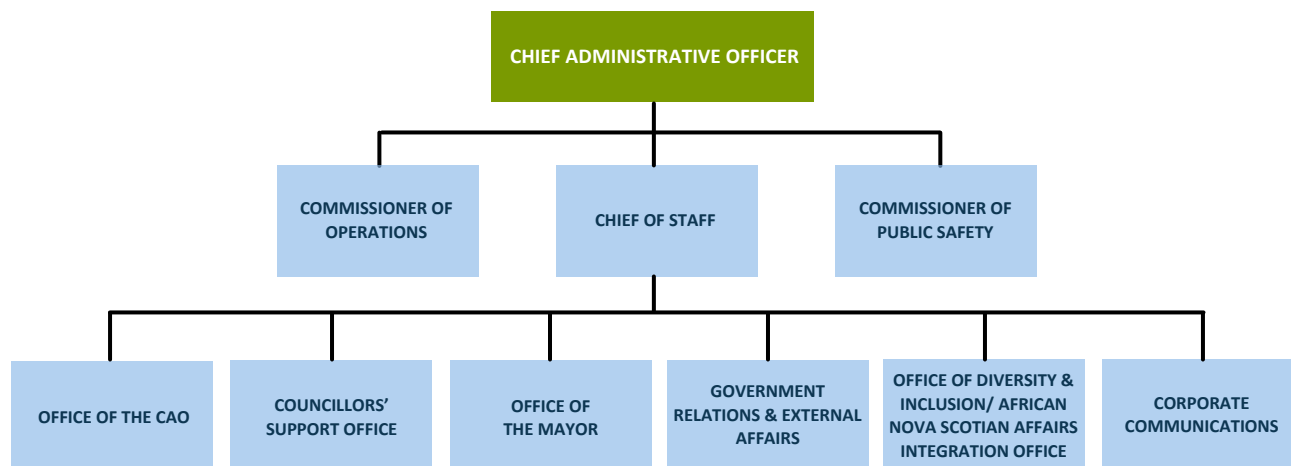 CHIEF ADMINISTRATIVE OFFICER
COMMISSIONER OF
OPERATIONS
CHIEF OF STAFF
COMMISSIONER OF
PUBLIC SAFETY
OFFICE OF THE CAO
COUNCILLORS’
SUPPORT OFFICE
OFFICE OF
THE MAYOR
GOVERNMENT
RELATIONS & EXTERNAL
AFFAIRS
OFFICE OF DIVERSITY &
INCLUSION/ AFRICAN
NOVA SCOTIAN AFFAIRS
INTEGRATION OFFICE
CORPORATE
COMMUNICATIONS